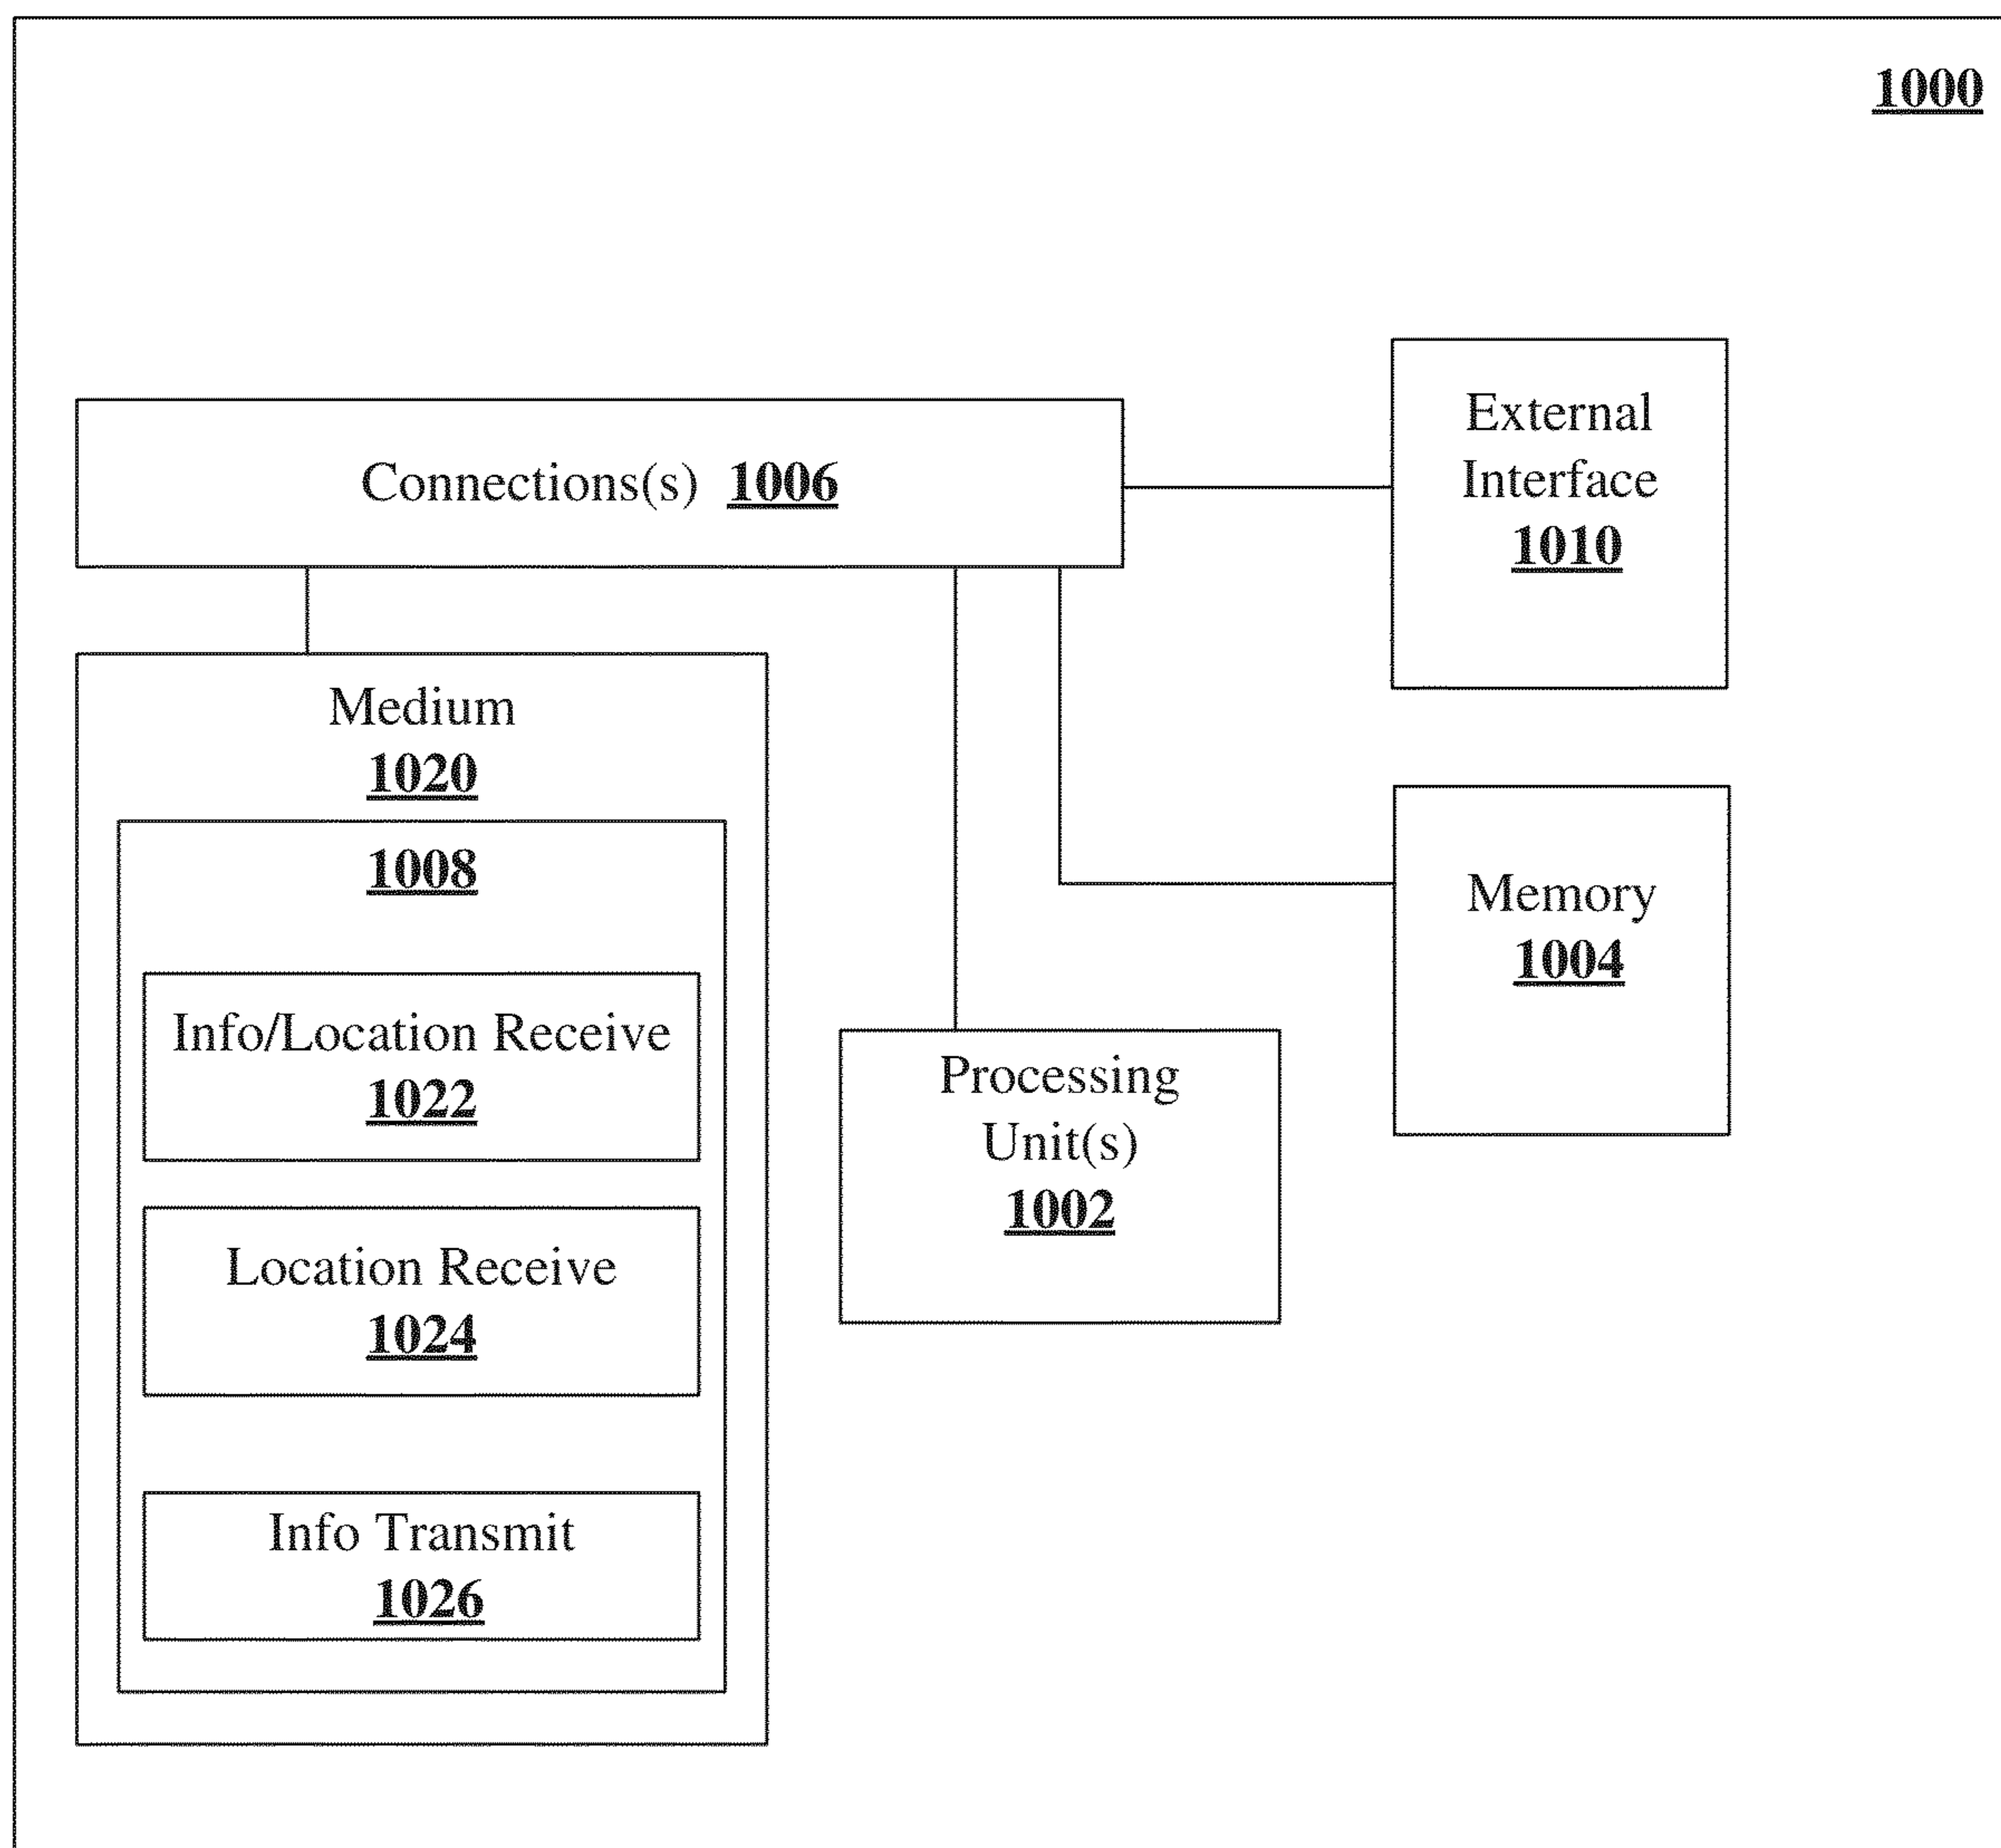 1000
Connections(s) 1006
External
Interface
1010
Medium
1020
1008
Info/Location Receive
1022
Location Receive
1024
Info Transmit
1026
Processing
Unit(s)
1002
Memory
1004